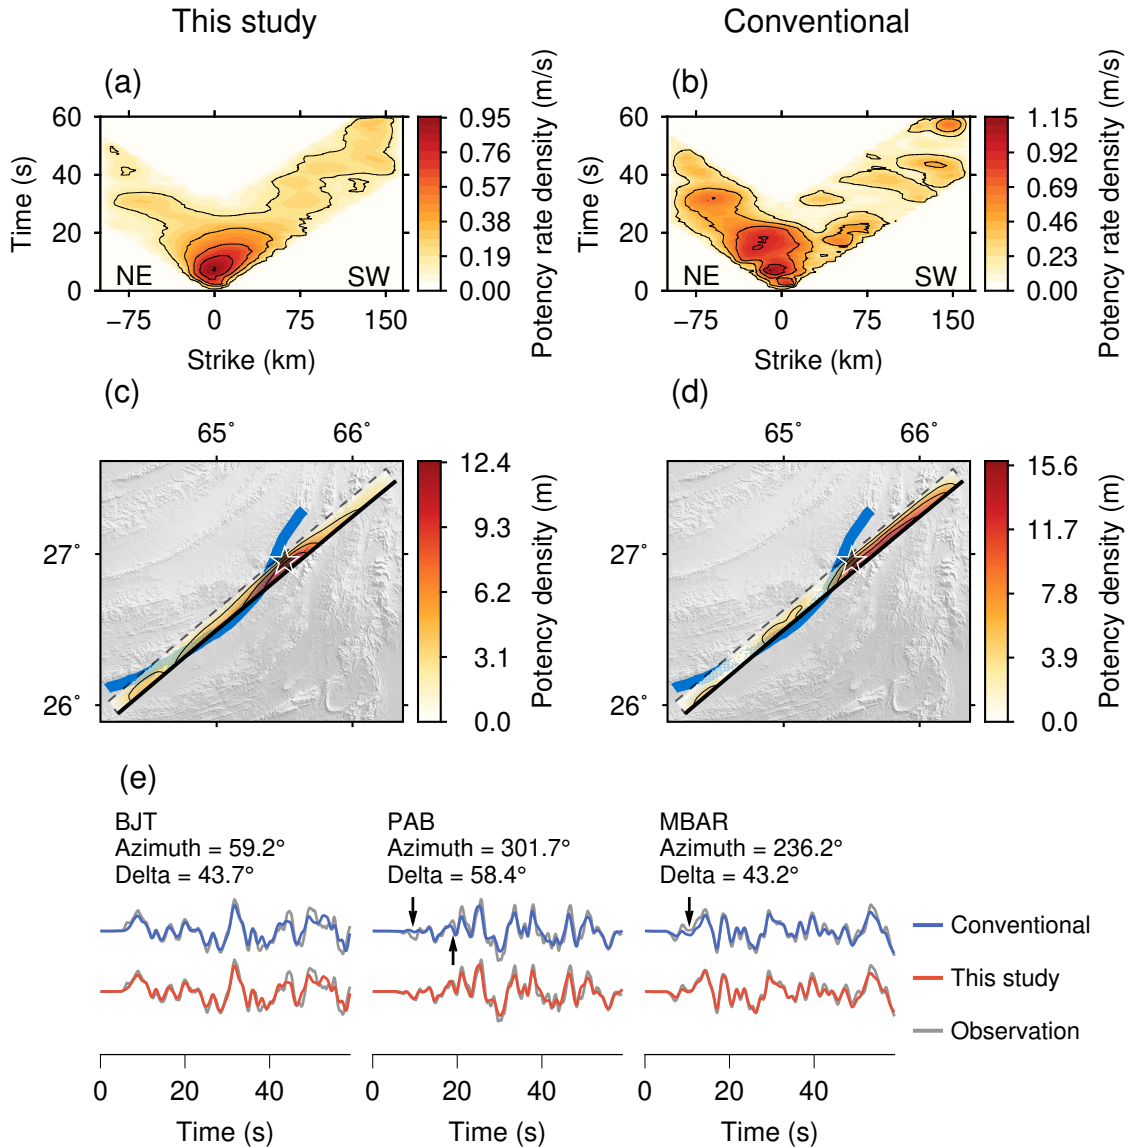 This study
Conventional
(a)
60
40
20
0
Time (s)
NE
SW
−75
0
75
150
Strike (km)
0.95
0.76
0.57
0.38
0.19
0.00
Potency rate density (m/s)
(b)
60
40
20
0
Time (s)
NE
SW
−75
0
75
150
Strike (km)
1.15
0.92
0.69
0.46
0.23
0.00
Potency rate density (m/s)
(c)
65°
66°
27°
26°
12.4
9.3
6.2
3.1
0.0
Potency density (m)
(d)
65°
66°
27°
26°
15.6
11.7
7.8
3.9
0.0
Potency density (m)
(e)
BJT
Azimuth = 59.2°
Delta = 43.7°
PAB
Azimuth = 301.7°
Delta = 58.4°
MBAR
Azimuth = 236.2°
Delta = 43.2°
Conventional
This study
Observation
0 20 40
Time (s)
0 20 40
Time (s)
0 20 40
Time (s)